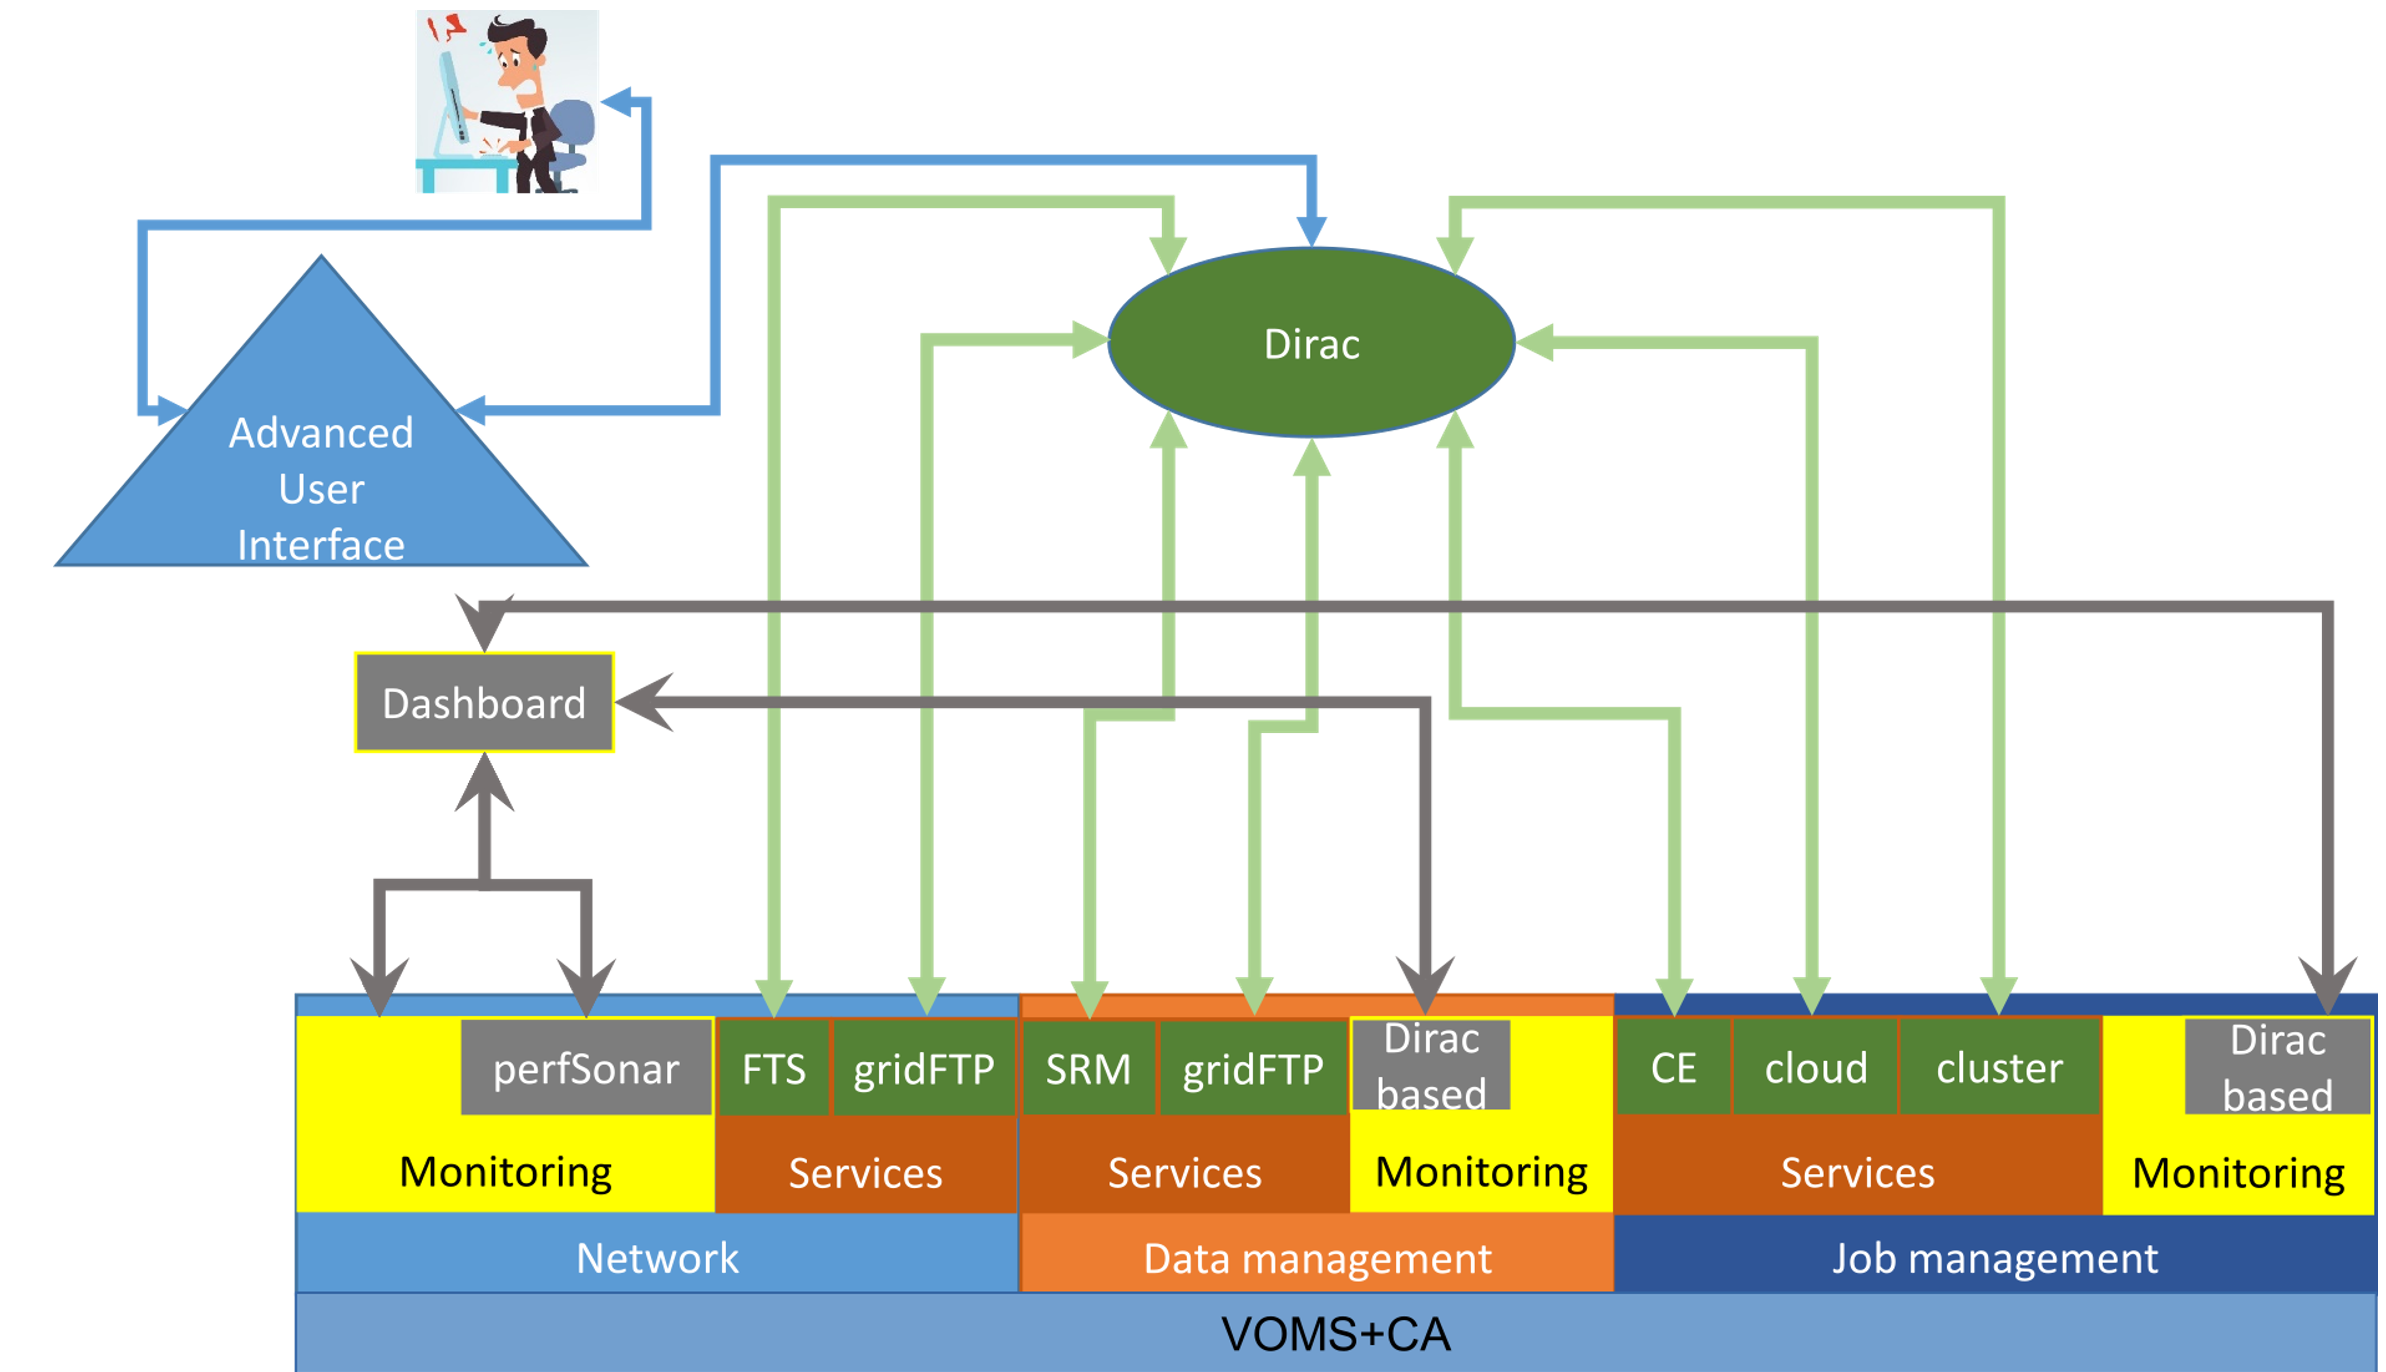 Dirac
Advanced
User
Interface
Dashboard
perfSonar
FTS
gridFTP
SRM
gridFTP
Dirac
based
CE
cloud
cluster
Dirac
based
Monitoring
Services
Services
Monitoring
Services
Monitoring
Network
Data management
Job management
VOMS+CA